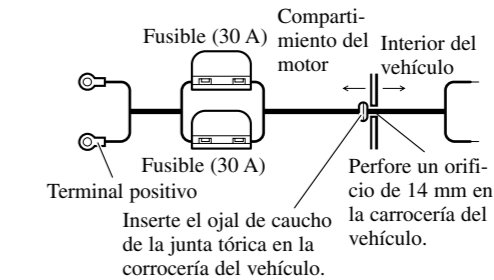 Fusible (30 A)
Comparti-
miento del
motor
Interior del
vehículo
Fusible (30 A)
Terminal positivo
Inserte el ojal de caucho
de la junta tórica en la
corrocería del vehículo.
Perfore un orifi-
cio de 14 mm en
la carrocería del
vehículo.